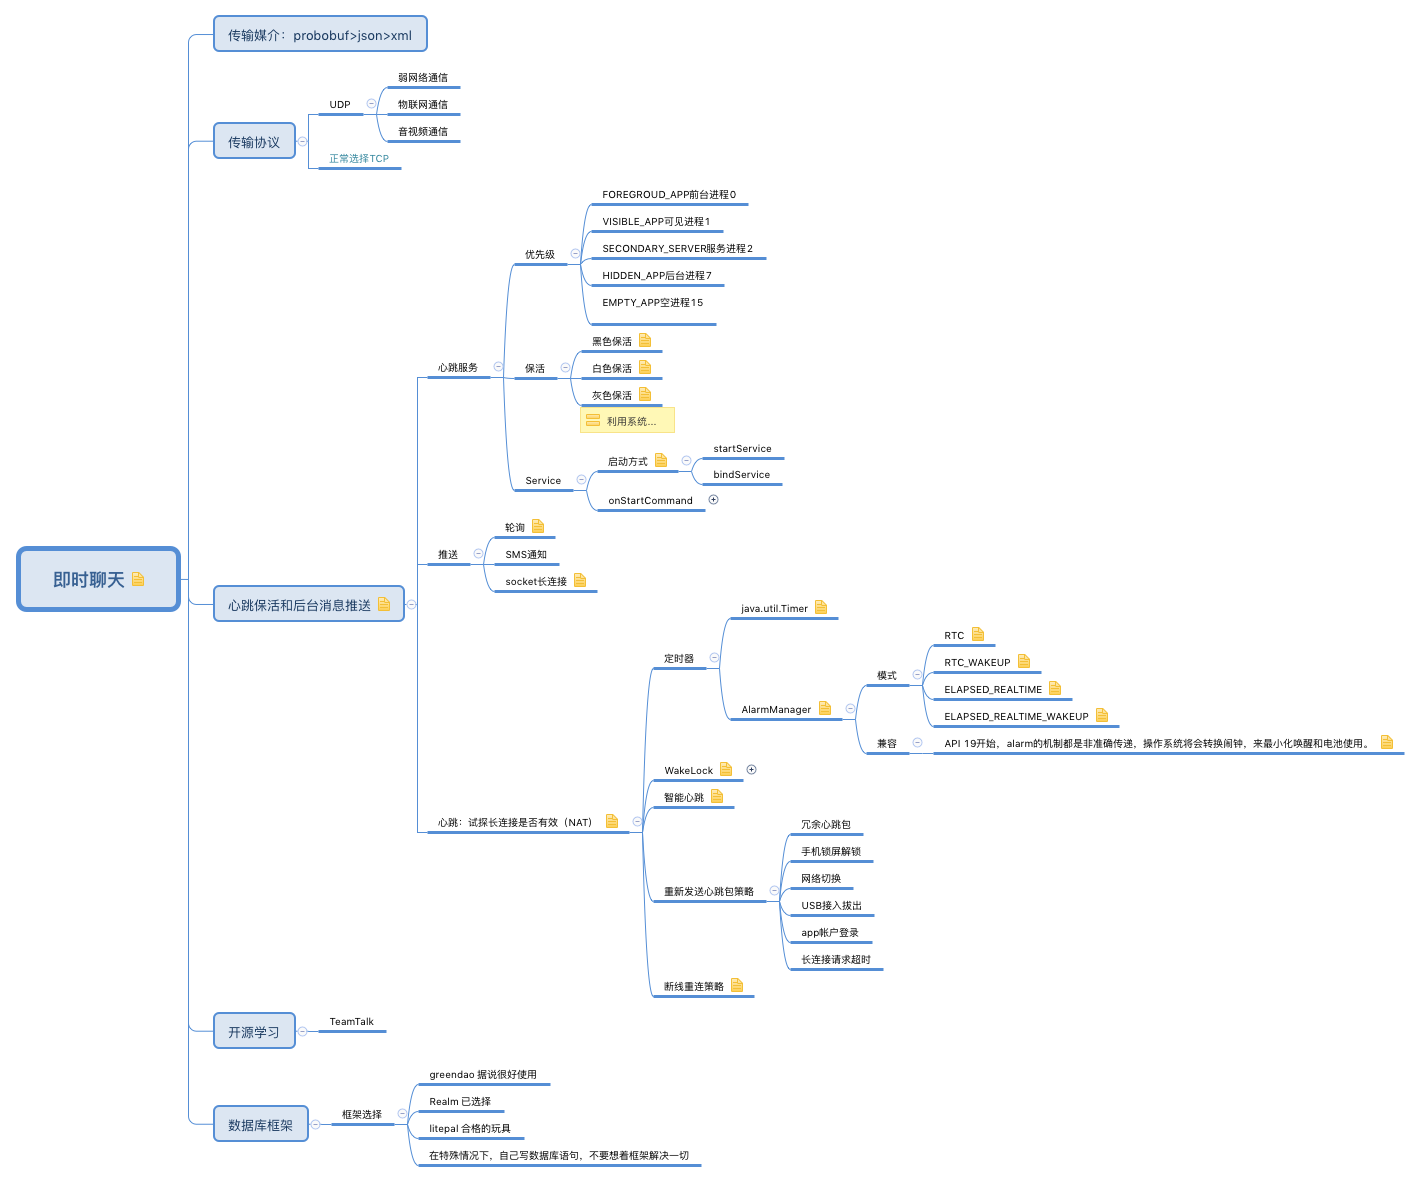 即时聊天
传输媒介：probobuf>json>xml
传输协议
UDP
弱网络通信
物联网通信
音视频通信
正常选择TCP
心跳保活和后台消息推送
心跳服务
优先级
FOREGROUD_APP前台进程0
VISIBLE_APP可见进程1
SECONDARY_SERVER服务进程2
HIDDEN_APP后台进程7
EMPTY_APP空进程15
保活
黑色保活
白色保活
灰色保活
利用系统...
Service
启动方式
startService
bindService
onStartCommand
推送
轮询
SMS通知
socket长连接
心跳：试探长连接是否有效（NAT）
定时器
java.util.Timer
AlarmManager
模式
RTC
RTC_WAKEUP
ELAPSED_REALTIME
ELAPSED_REALTIME_WAKEUP
兼容
API 19开始，alarm的机制都是非准确传递，操作系统将会转换闹钟，来最小化唤醒和电池使用。
WakeLock
智能心跳
重新发送心跳包策略
冗余心跳包
手机锁屏解锁
网络切换
USB接入拔出
app帐户登录
长连接请求超时
断线重连策略
开源学习
TeamTalk
数据库框架
框架选择
greendao 据说很好使用
Realm 已选择
litepal 合格的玩具
在特殊情况下，自己写数据库语句，不要想着框架解决一切